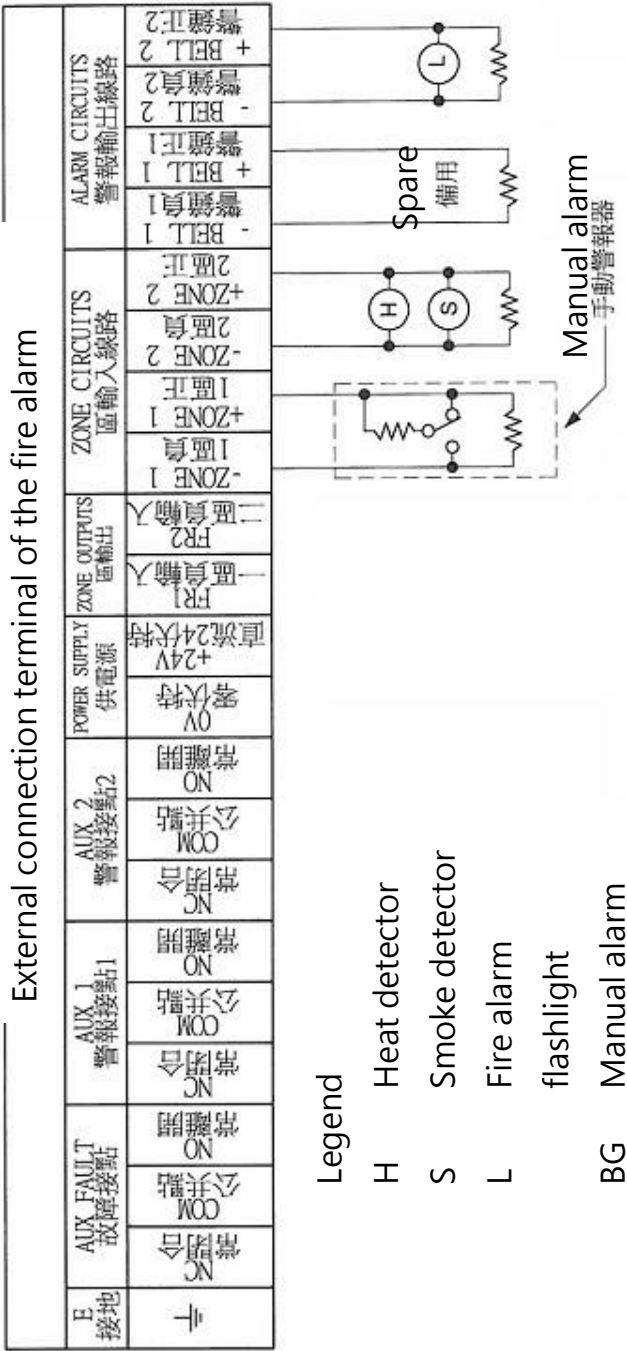 External connection terminal of the fire alarm
E
接地
AUX FAULT
故障接點
AUX 1
警報接點1
AUX 2
警報接點2
POWER SUPPLY
供電源
ZONE OUTPUTS
區輸出
ZONE CIRCUITS
區輸入線路
ALARM CIRCUITS
警報輸出線路
NC
常閉合
COM
公共點
NO
常離開
NC
常閉合
COM
公共點
NO
常離開
NC
常閉合
COM
公共點
NO
常離開
0V
零伏特
+24V
直流24伏特
FR1
一區負輸入
FR2
二區負輸入
-ZONE 1
1區負
+ZONE 1
1區正
-ZONE 2
2區負
+ZONE 2
2區正
- BELL 1
警鐘負1
+ BELL 1
警鐘正1
- BELL 2
警鐘負2
+ BELL 2
警鐘正2
H
S
Spare
備用
L
Manual alarm
手動警報器
Legend
H Heat detector
S Smoke detector
L Fire alarm
flashlight
BG Manual alarm